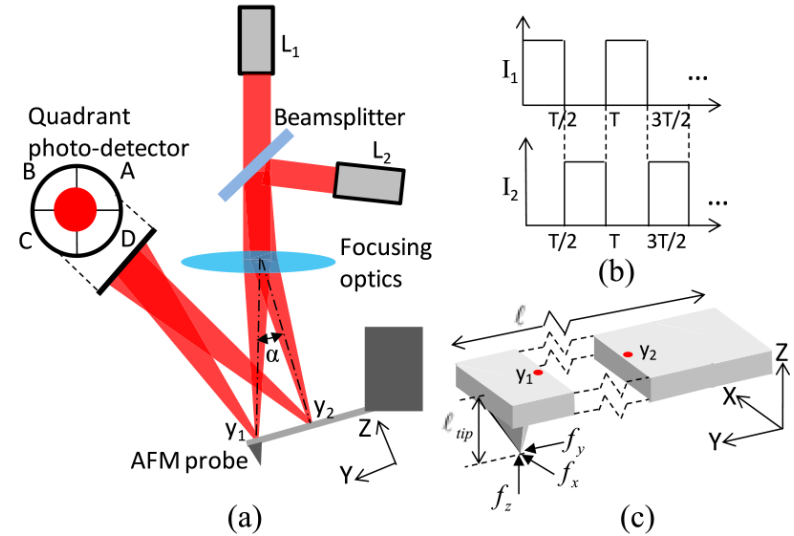 L1
Beamsplitter
L2
Quadrant
photo-detector
B
A
C
D
Focusing
optics
α
y1
y2
AFM probe
Z
Y
(a)
I1
...
T/2
T
3T/2
I2
...
T/2
T
3T/2
(b)
ℓ
y1
y2
ℓtip
fy
fx
fz
Z
X
Y
(c)